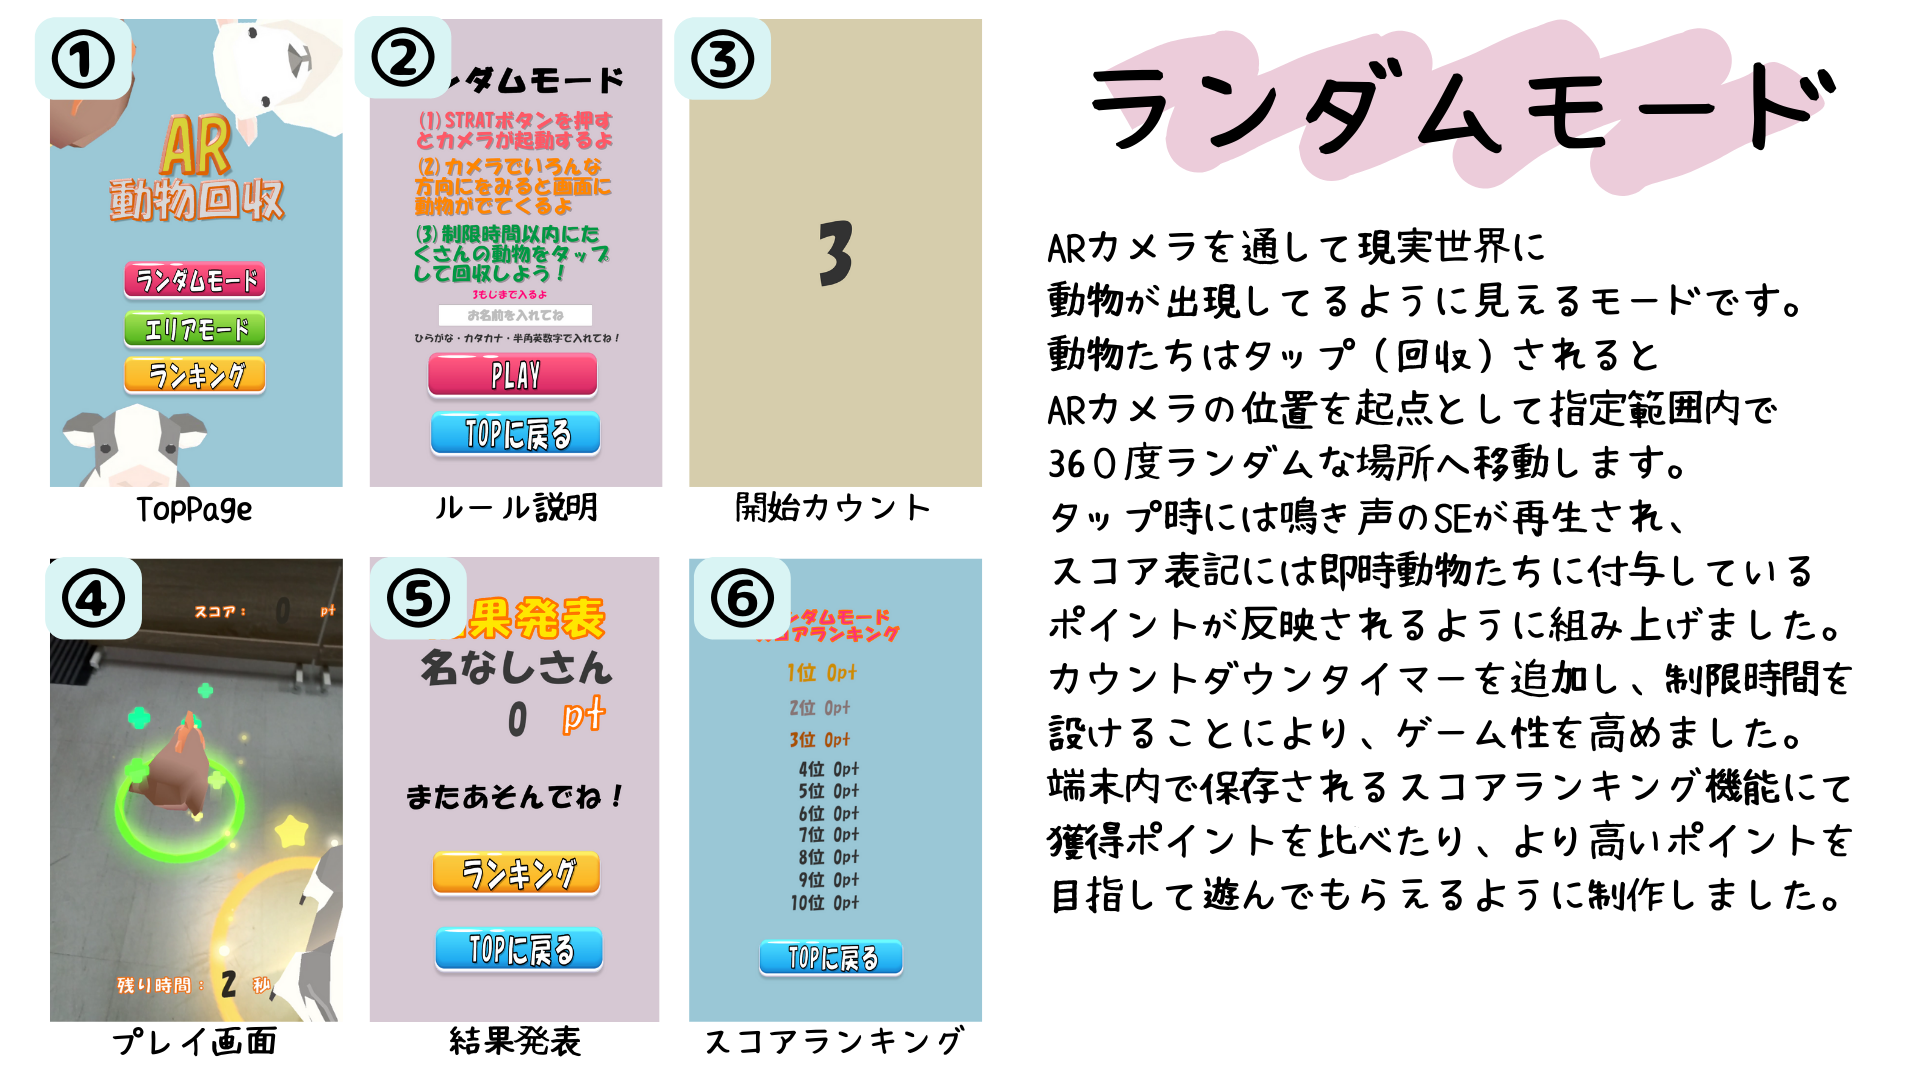 ①
AR
動物回収
ランダムモード
エリアモード
ランキング
TopPage
②
ダムモード
(1)STRATボタンを押す
とカメラが起動するよ
(2)カメラでいろんな
方向にをみると画面に
動物がでてくるよ
(3)制限時間以内にた
くさんの動物をタップ
して回収しよう！
3もじまで入るよ
お名前を入れてね
ひらがな・カタカナ・半角英数字で入れてね！
PLAY
TOPに戻る
ルール説明
③
3
開始カウント
④
スコア： 0 pt
残り時間： 2 秒
プレイ画面
⑤
果発表
名なしさん
0 pt
またあそんでね！
ランキング
TOPに戻る
結果発表
⑥
ダムモード
アランキング
1位 0pt
2位 0pt
3位 0pt
4位 0pt
5位 0pt
6位 0pt
7位 0pt
8位 0pt
9位 0pt
10位 0pt
TOPに戻る
スコアランキング
ランダムモード
ARカメラを通して現実世界に
動物が出現してるように見えるモードです。
動物たちはタップ（回収）されると
ARカメラの位置を起点として指定範囲内で
360度ランダムな場所へ移動します。
タップ時には鳴き声のSEが再生され、
スコア表記には即時動物たちに付与している
ポイントが反映されるように組み上げました。
カウントダウンタイマーを追加し、制限時間を
設けることにより、ゲーム性を高めました。
端末内で保存されるスコアランキング機能にて
獲得ポイントを比べたり、より高いポイントを
目指して遊んでもらえるように制作しました。